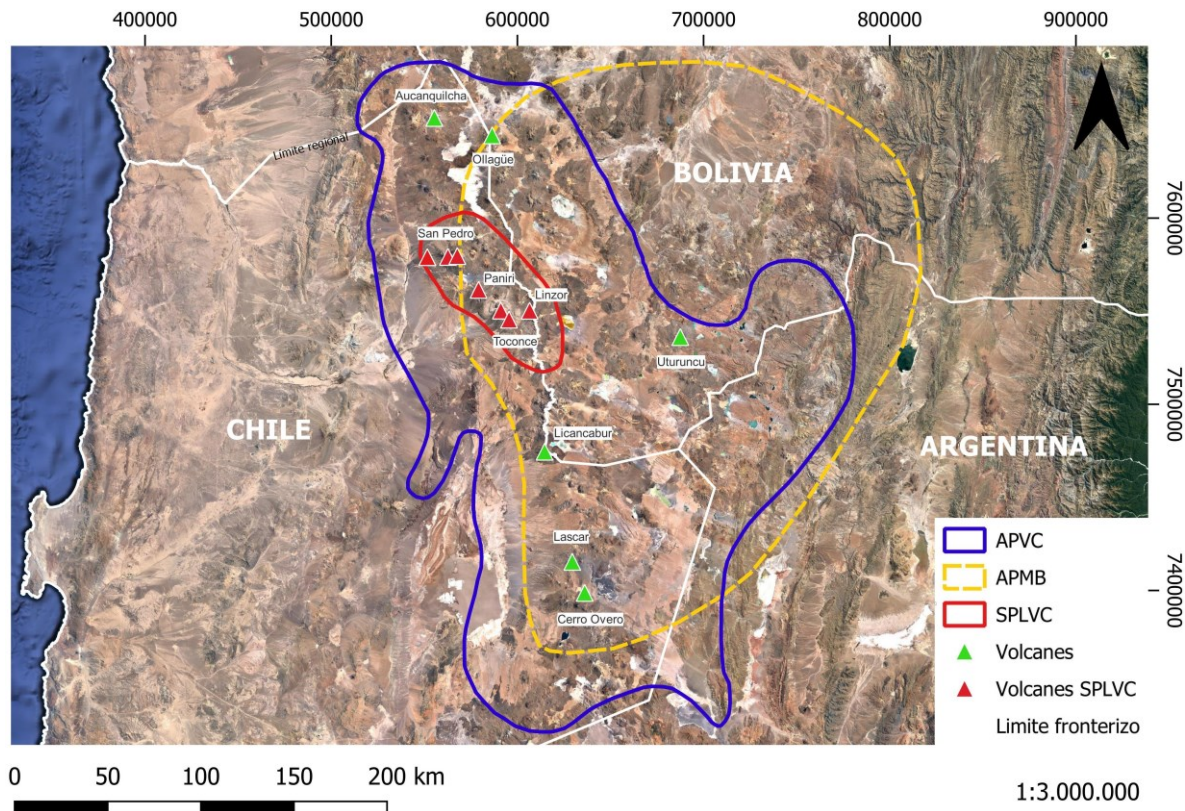 400000 500000 600000 700000 800000 900000
Aucanquilcha
Límite regional
Ollagüe
BOLIVIA
7600000
San Pedro
Paniri
Linzor
Toconce
Uturuncu
7500000
CHILE
Licancabur
ARGENTINA
Lascar
Cerro Overo
7400000
APVC
APMB
SPLVC
Volcanes
Volcanes SPLVC
Limite fronterizo
0 50 100 150 200 km
1:3.000.000